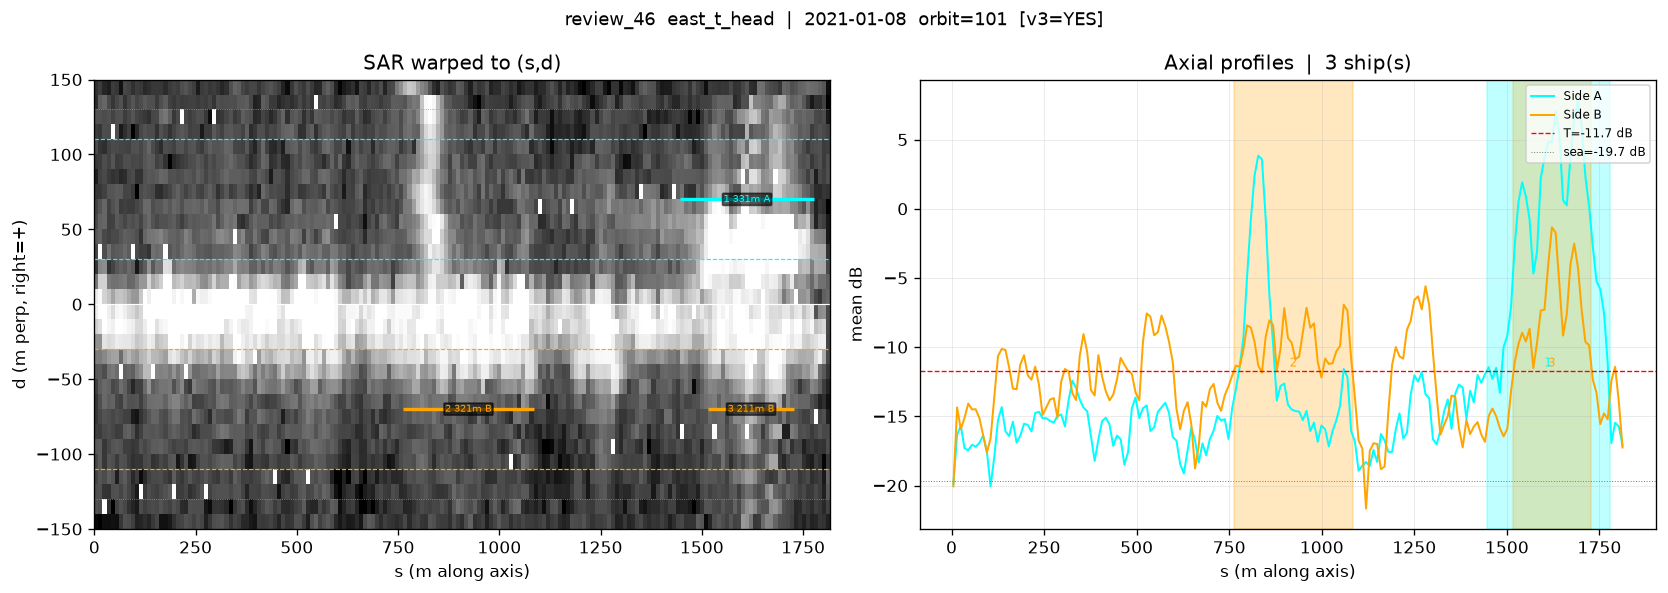 review_46  east_t_head  |  2021-01-08  orbit=101  [v3=YES]
SAR warped to (s,d)
d (m perp, right=+)
150
100
50
0
−50
−100
−150
1 331m A
2 321m B
3 211m B
0
250
500
750
1000
1250
1500
1750
s (m along axis)
Axial profiles  |  3 ship(s)
mean dB
5
0
−5
−10
−15
−20
Side A
Side B
T=-11.7 dB
sea=-19.7 dB
2
1
3
0
250
500
750
1000
1250
1500
1750
s (m along axis)